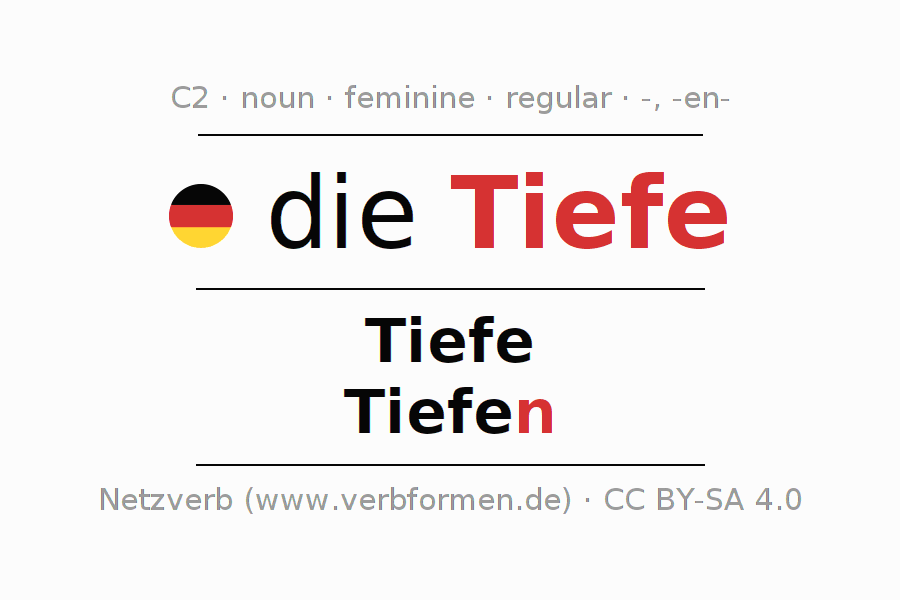 C2 · noun · feminine · regular · -, -en-
die Tiefe
Tiefe
Tiefen
Netzverb (www.verbformen.de) · CC BY-SA 4.0